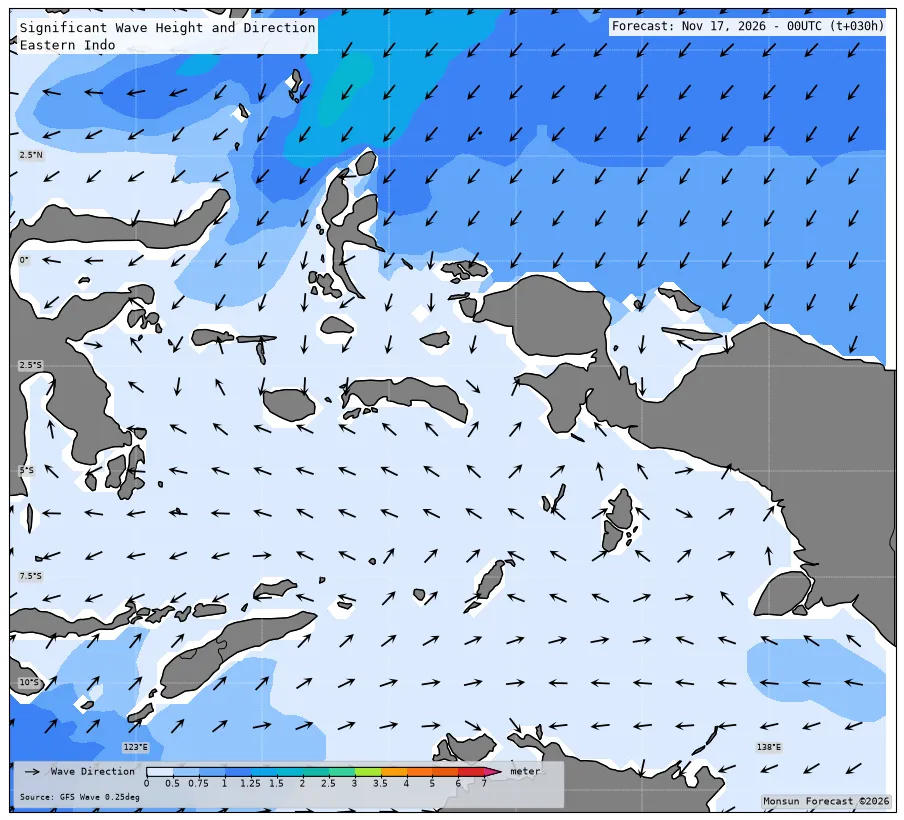 Significant Wave Height and Direction
Eastern Indo
Forecast: Nov 17, 2026 - 00UTC (t+030h)
2.5°N
0°
2.5°S
5°S
7.5°S
10°S
123°E
138°E
Wave Direction
meter
0 0.5 0.75 1 1.25 1.5 2 2.5 3 3.5 4 5 6 7
Source: GFS Wave 0.25deg
Monsun Forecast ©2026